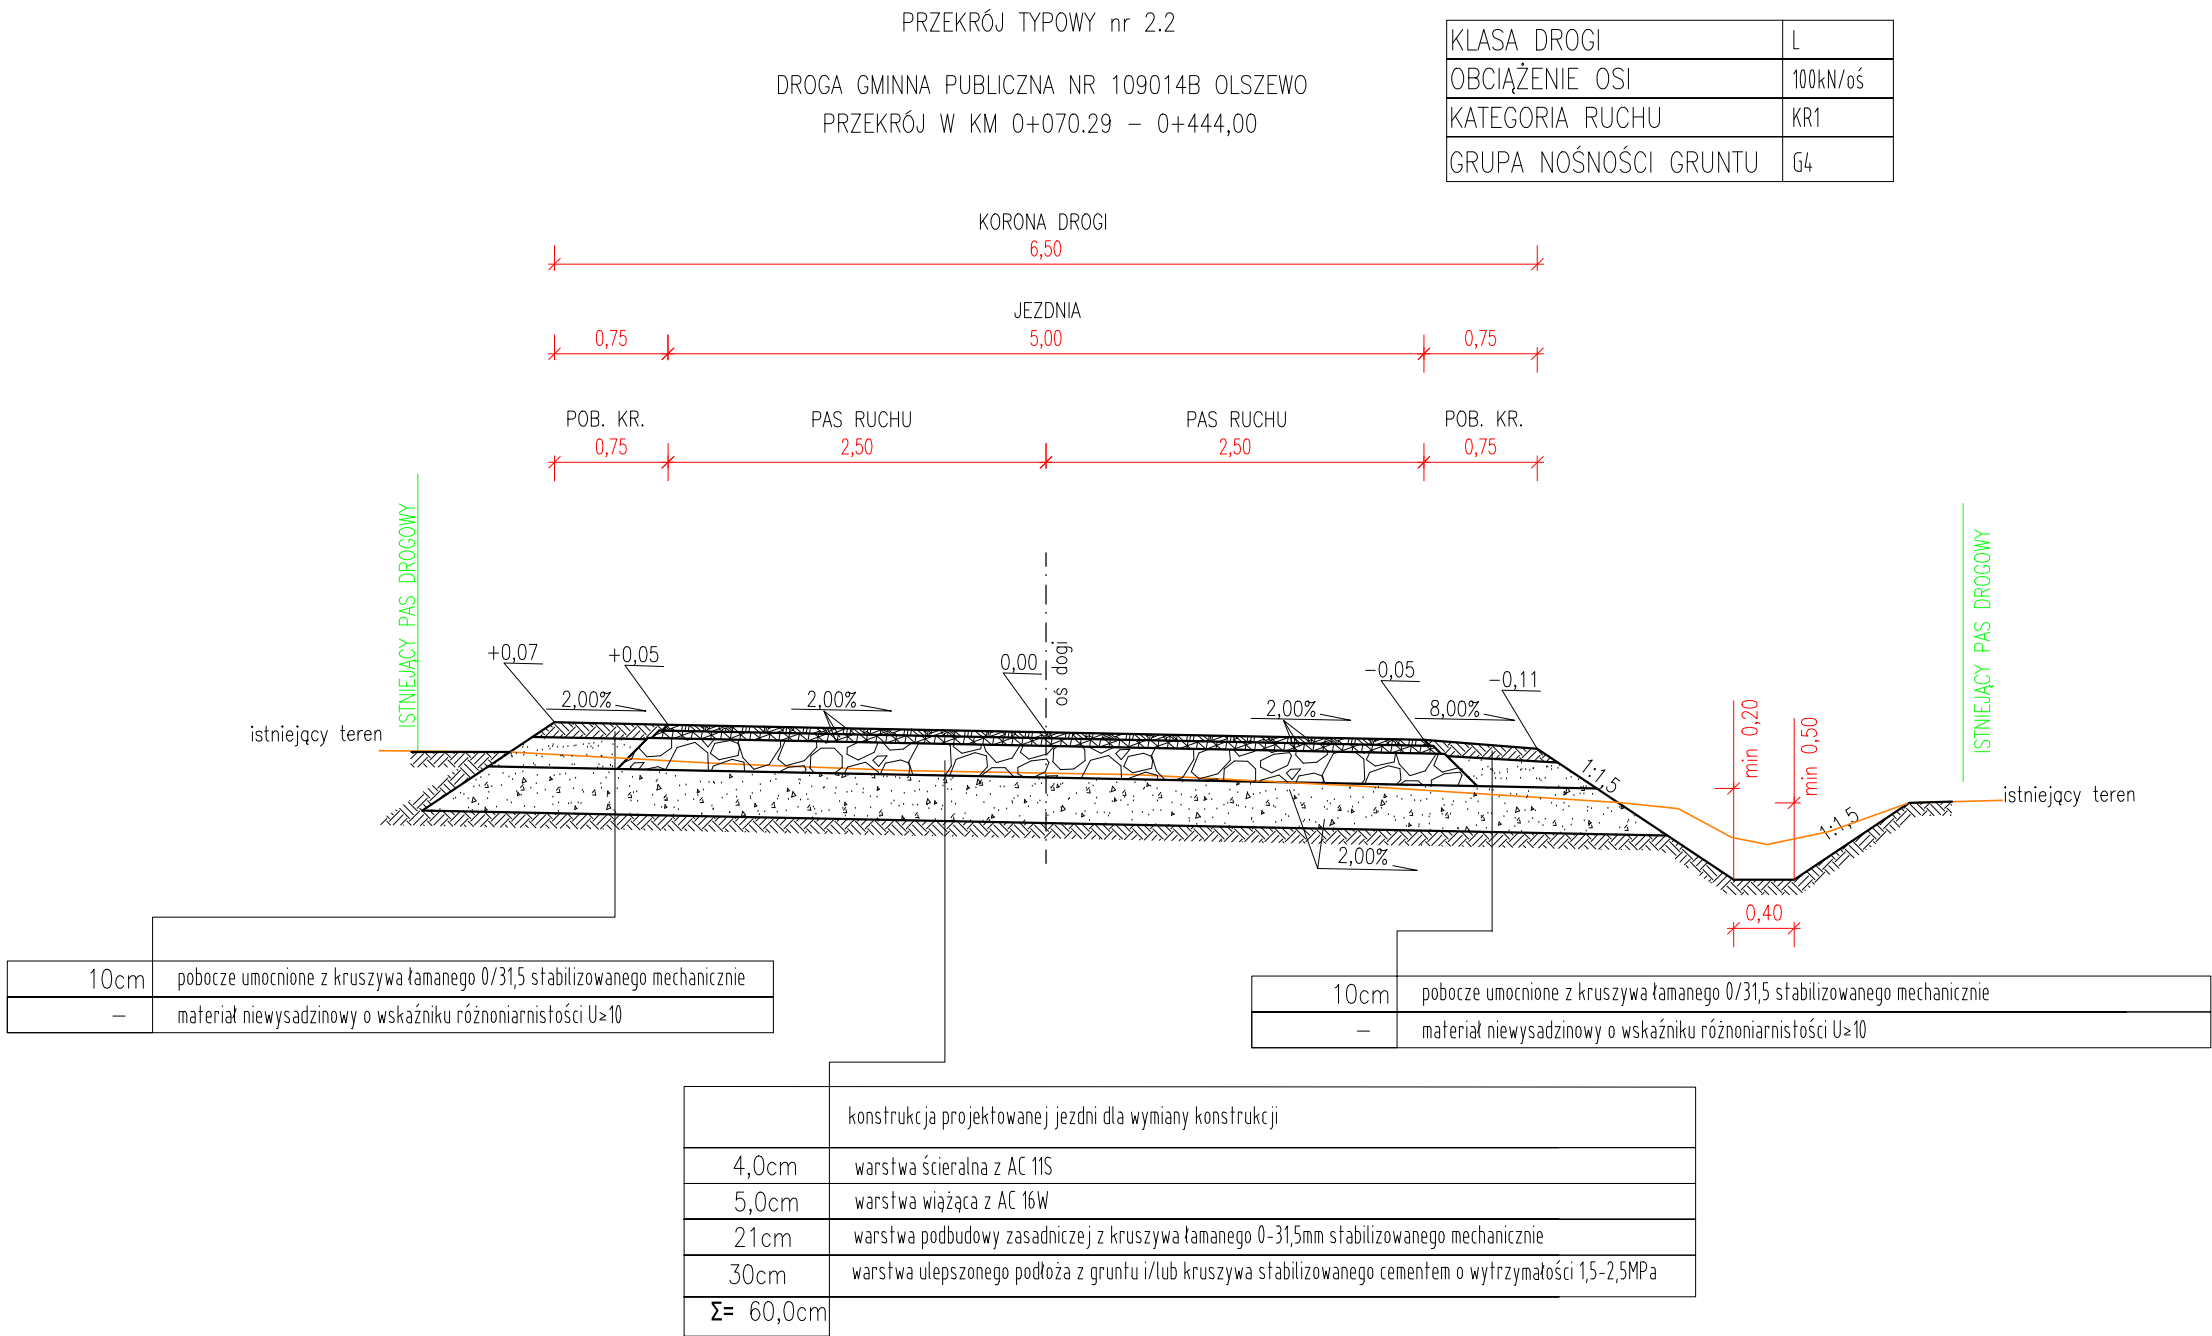 PRZEKRÓJ TYPOWY nr 2.2
DROGA GMINNA PUBLICZNA NR 109014B OLSZEWO
PRZEKRÓJ W KM 0+070.29 – 0+444,00
KLASA DROGI L
OBCIĄŻENIE OSI 100kN/oś
KATEGORIA RUCHU KR1
GRUPA NOŚNOŚCI GRUNTU G4
KORONA DROGI
6,50
JEZDNIA
0,75 5,00 0,75
POB. KR. PAS RUCHU PAS RUCHU POB. KR.
0,75 2,50 2,50 0,75
ISTNIEJĄCY PAS DROGOWY
ISTNIEJĄCY PAS DROGOWY
+0,07 +0,05 0,00 -0,05 -0,11
oś dogi
2,00% 2,00% 2,00% 8,00%
istniejący teren
1:1,5
min 0,20
min 0,50
1:1,5
istniejący teren
2,00%
0,40
10cm pobocze umocnione z kruszywa łamanego 0/31,5 stabilizowanego mechanicznie
– materiał niewysadzinowy o wskaźniku różnoniarnistości U≥10
10cm pobocze umocnione z kruszywa łamanego 0/31,5 stabilizowanego mechanicznie
– materiał niewysadzinowy o wskaźniku różnoniarnistości U≥10
konstrukcja projektowanej jezdni dla wymiany konstrukcji
4,0cm warstwa ścieralna z AC 11S
5,0cm warstwa wiążąca z AC 16W
21cm warstwa podbudowy zasadniczej z kruszywa łamanego 0-31,5mm stabilizowanego mechanicznie
30cm warstwa ulepszonego podłoża z gruntu i/lub kruszywa stabilizowanego cementem o wytrzymałości 1,5-2,5MPa
Σ= 60,0cm